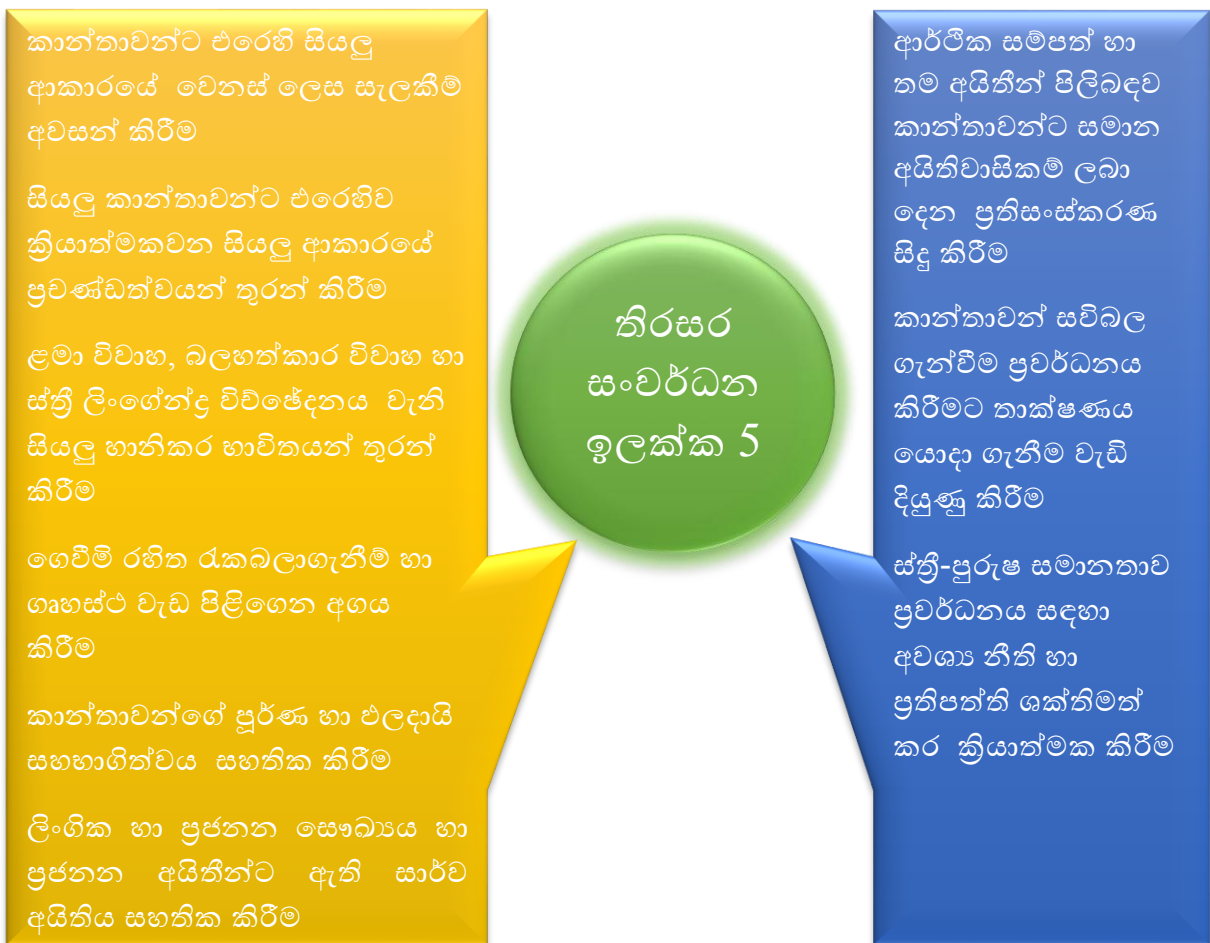 කාන්තාවන්ට එරෙහි සියලු
ආකාරයේ වෙනස් ලෙස සැලකීම්
අවසන් කිරීම
සියලු කාන්තාවන්ට එරෙහිව
ක්‍රියාත්මකවන සියලු ආකාරයේ
ප්‍රචණ්ඩත්වයන් තුරන් කිරීම
ළමා විවාහ, බලහත්කාර විවාහ හා
ස්ත්‍රී ලිංගේන්ද්‍ර විච්ඡේදනය වැනි
සියලු හානිකර භාවිතයන් තුරන්
කිරීම
ගෙවීම් රහිත රැකබලාගැනීම් හා
ගෘහස්ථ වැඩ පිළිගෙන අගය
කිරීම
කාන්තාවන්ගේ පූර්ණ හා ඵලදායි
සහභාගිත්වය සහතික කිරීම
ලිංගික හා ප්‍රජනන සෞඛ්‍යය හා
ප්‍රජනන අයිතීන්ට ඇති සාර්ව
අයිතිය සහතික කිරීම
තිරසර
සංවර්ධන
ඉලක්ක 5
ආර්ථික සම්පත් හා
තම අයිතීන් පිලිබඳව
කාන්තාවන්ට සමාන
අයිතිවාසිකම් ලබා
දෙන ප්‍රතිසංස්කරණ
සිදු කිරීම
කාන්තාවන් සවිබල
ගැන්වීම ප්‍රවර්ධනය
කිරීමට තාක්ෂණය
යොදා ගැනීම වැඩි
දියුණු කිරීම
ස්ත්‍රී-පුරුෂ සමානතාව
ප්‍රවර්ධනය සඳහා
අවශ්‍ය නීති හා
ප්‍රතිපත්ති ශක්තිමත්
කර ක්‍රියාත්මක කිරීම